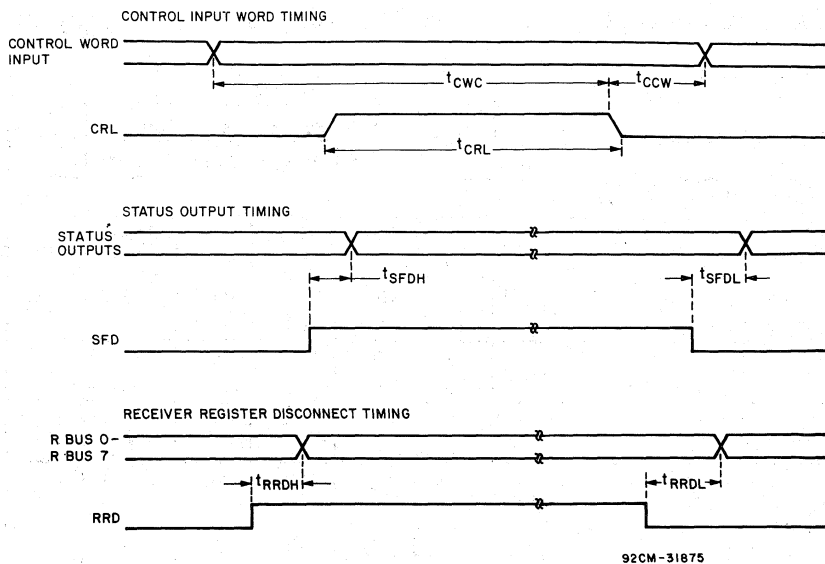 CONTROL INPUT WORD TIMING
CONTROL WORD
INPUT
tCWC
tCCW
CRL
tCRL
STATUS OUTPUT TIMING
STATUS
OUTPUTS
tSFDH
tSFDL
SFD
RECEIVER REGISTER DISCONNECT TIMING
R BUS 0-
R BUS 7
tRRDH
tRRDL
RRD
92CM-31875